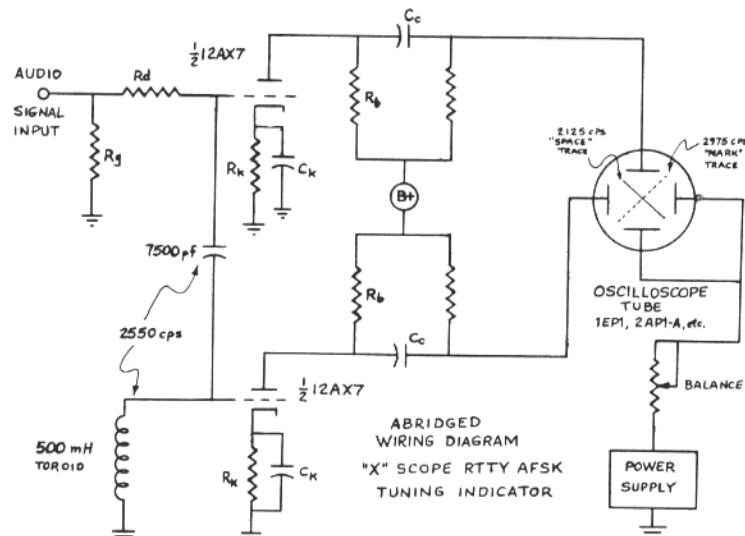 AUDIO
SIGNAL
INPUT
Rd
Rg
½ 12AX7
Rk
Ck
Cc
Rb
B+
Rb
Cc
7500 pf
2550 cps
500 mH
TOROID
½ 12AX7
Rk
Ck
2125 cps
"SPACE"
TRACE
2975 cps
"MARK"
TRACE
OSCILLOSCOPE
TUBE
1EP1, 2AP1-A, etc.
BALANCE
POWER
SUPPLY
ABRIDGED
WIRING DIAGRAM
"X" SCOPE RTTY AFSK
TUNING INDICATOR